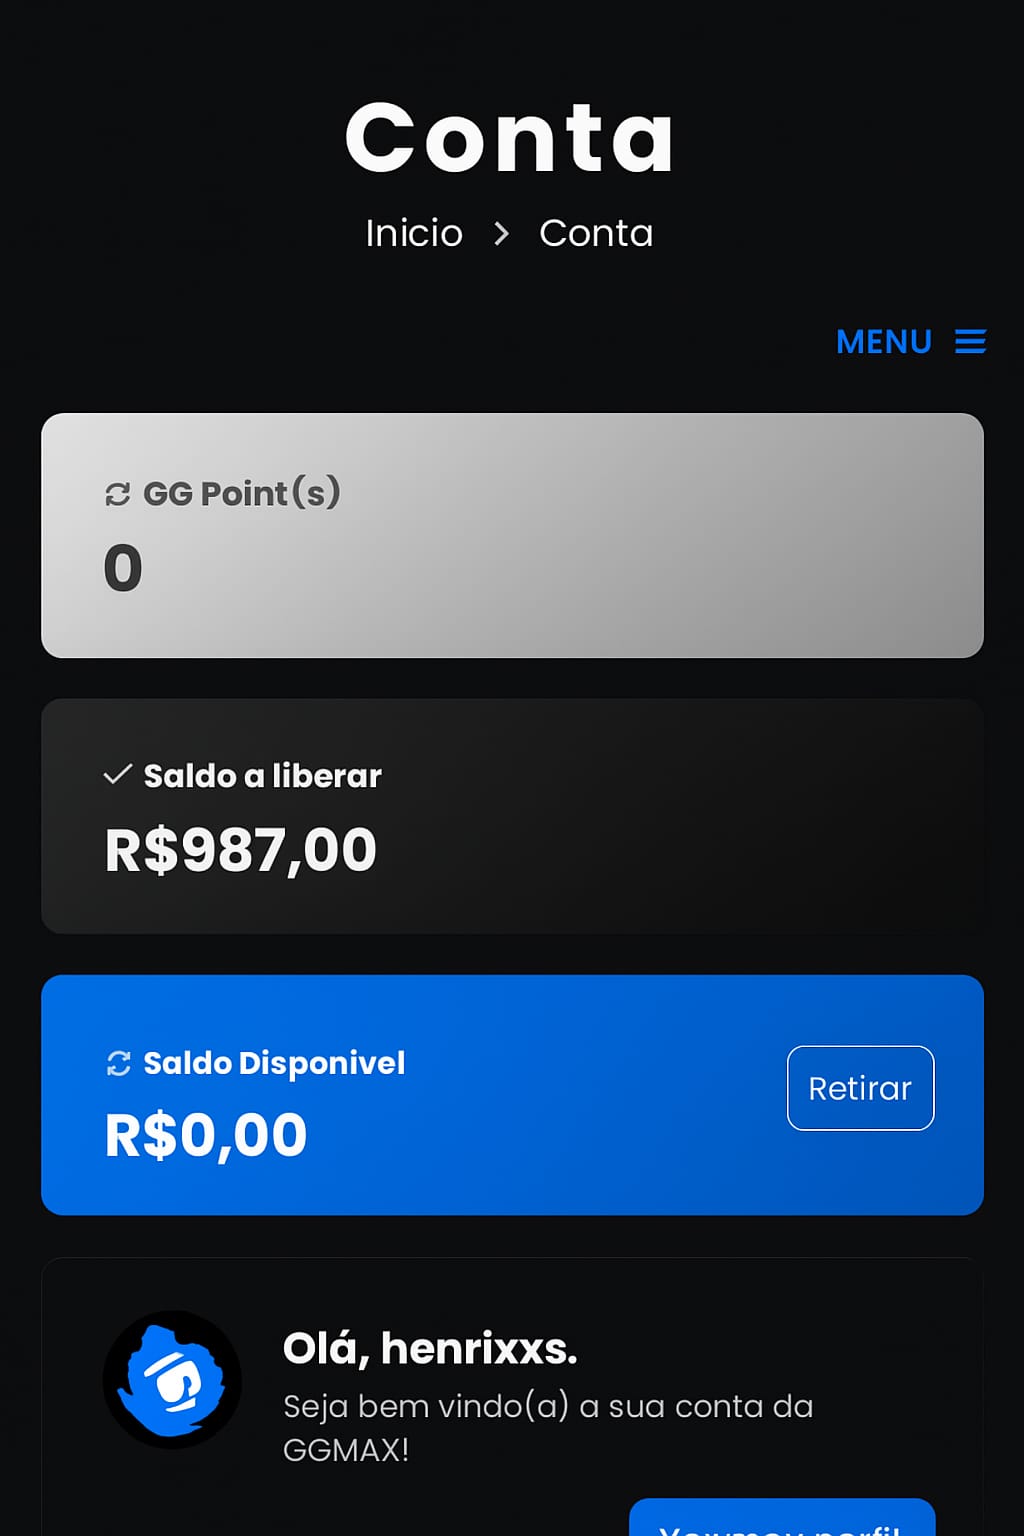 Conta
Inicio > Conta
MENU
GG Point(s)
0
Saldo a liberar
R$987,00
Saldo Disponivel
R$0,00
Retirar
Olá, henrixxs.
Seja bem vindo(a) a sua conta da
GGMAX!
perfil